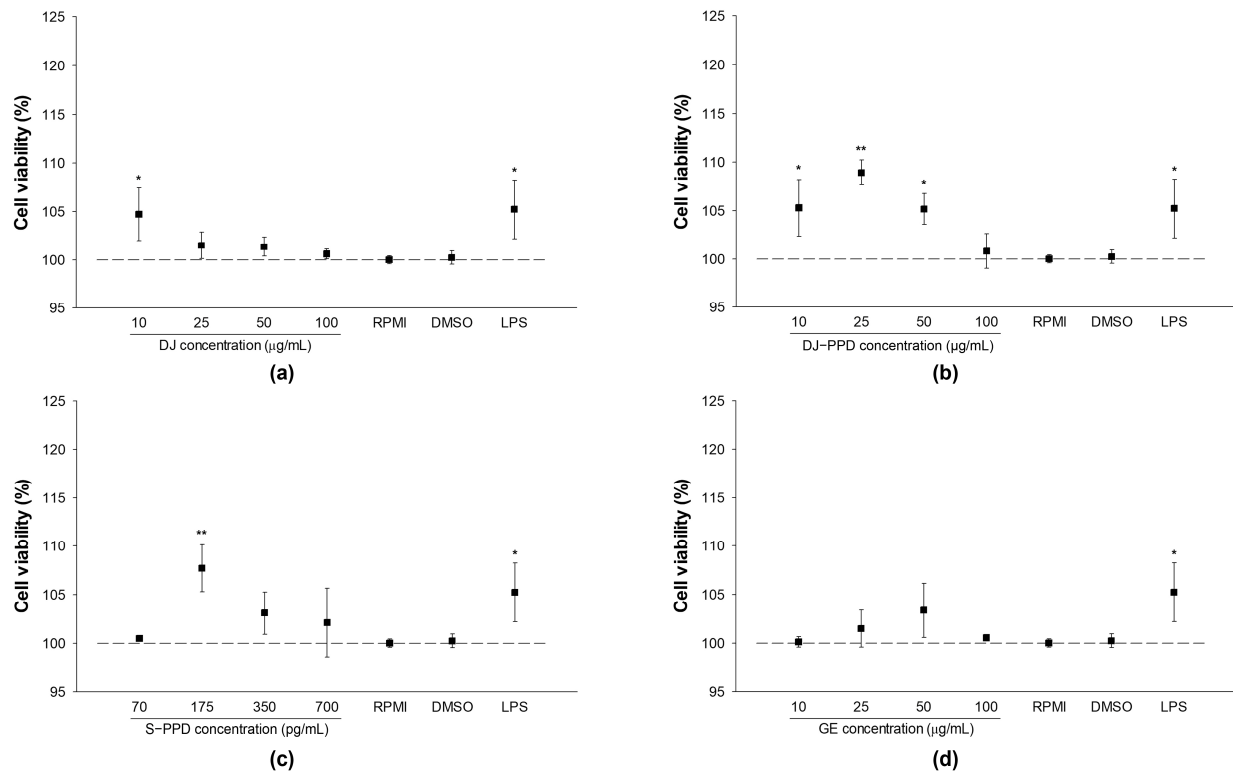 125
120
115
110
105
100
95
Cell viability (%)
*
*
10 25 50 100 RPMI DMSO LPS
DJ concentration (μg/mL)
(a)
125
120
115
110
105
100
95
Cell viability (%)
*
**
*
*
10 25 50 100 RPMI DMSO LPS
DJ−PPD concentration (μg/mL)
(b)
125
120
115
110
105
100
95
Cell viability (%)
**
*
70 175 350 700 RPMI DMSO LPS
S−PPD concentration (pg/mL)
(c)
125
120
115
110
105
100
95
Cell viability (%)
*
10 25 50 100 RPMI DMSO LPS
GE concentration (μg/mL)
(d)